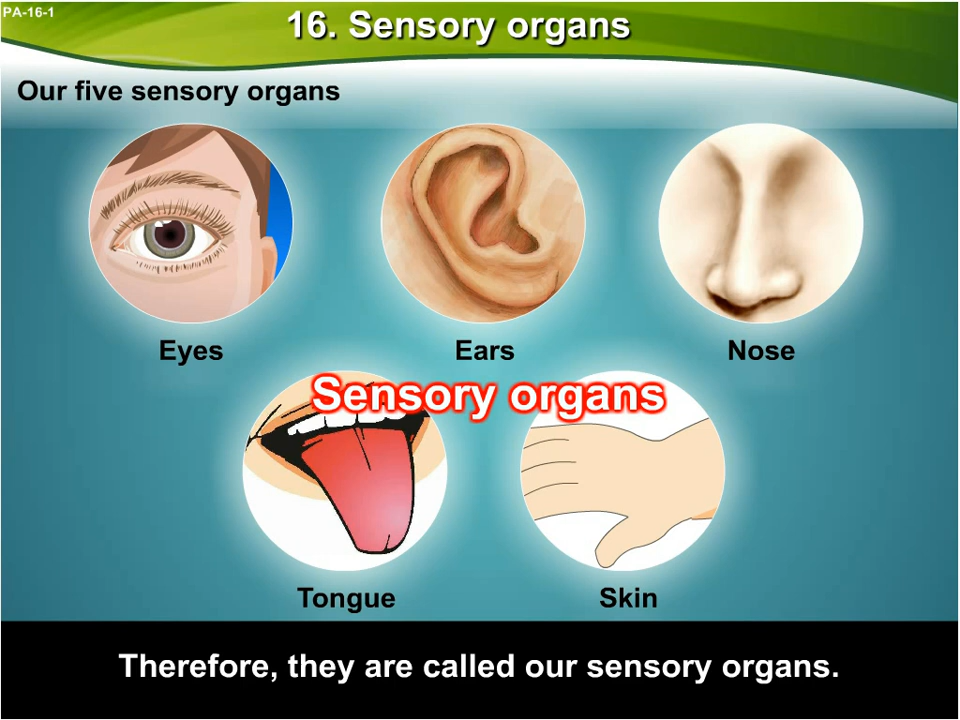 PA-16-1
16. Sensory organs
Our five sensory organs
Eyes
Ears
Nose
Sensory organs
Tongue
Skin
Therefore, they are called our sensory organs.